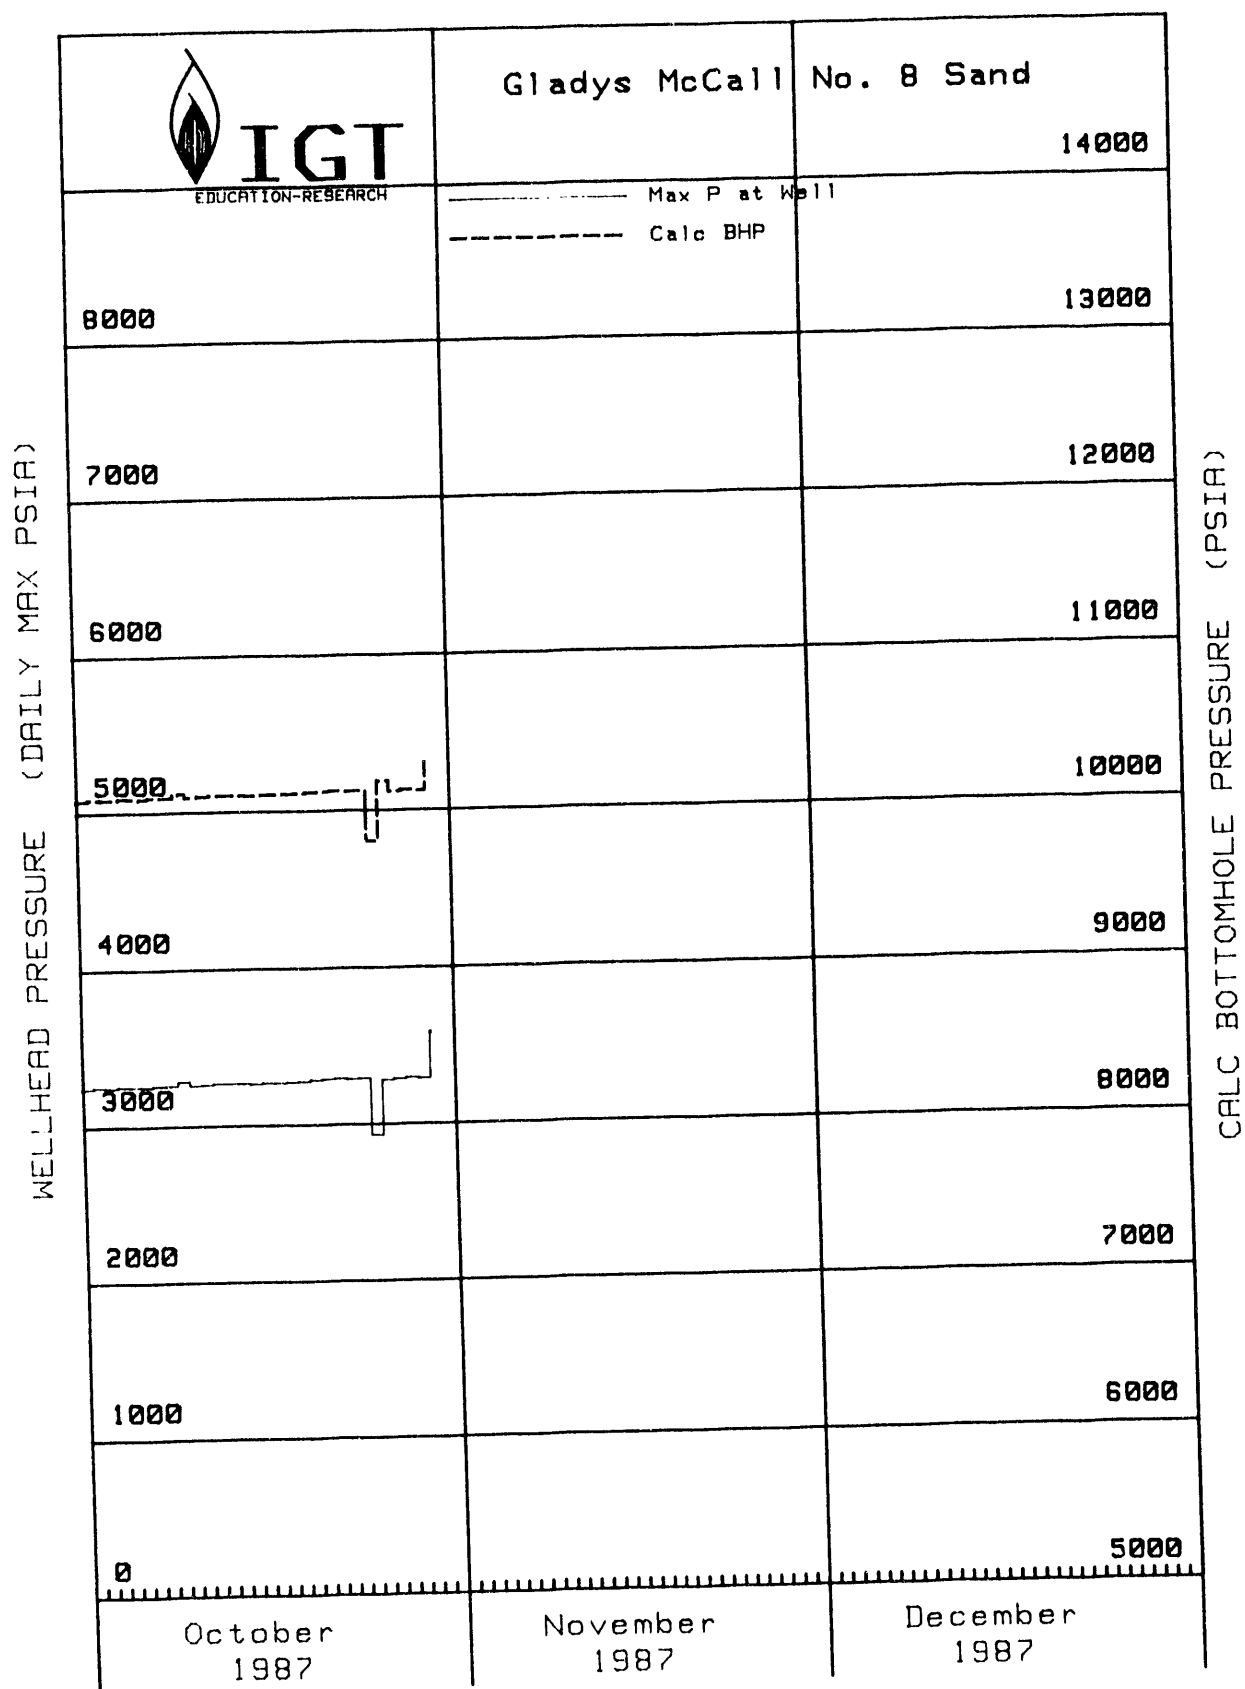 Gladys McCall No. 8 Sand
IGT
EDUCATION-RESEARCH
14000
Max P at Well
Calc BHP
8000
13000
7000
12000
6000
11000
5000
10000
4000
9000
3000
8000
2000
7000
1000
6000
0
5000
WELLHEAD PRESSURE (DAILY MAX PSIA)
CALC BOTTOMHOLE PRESSURE (PSIA)
October
1987
November
1987
December
1987